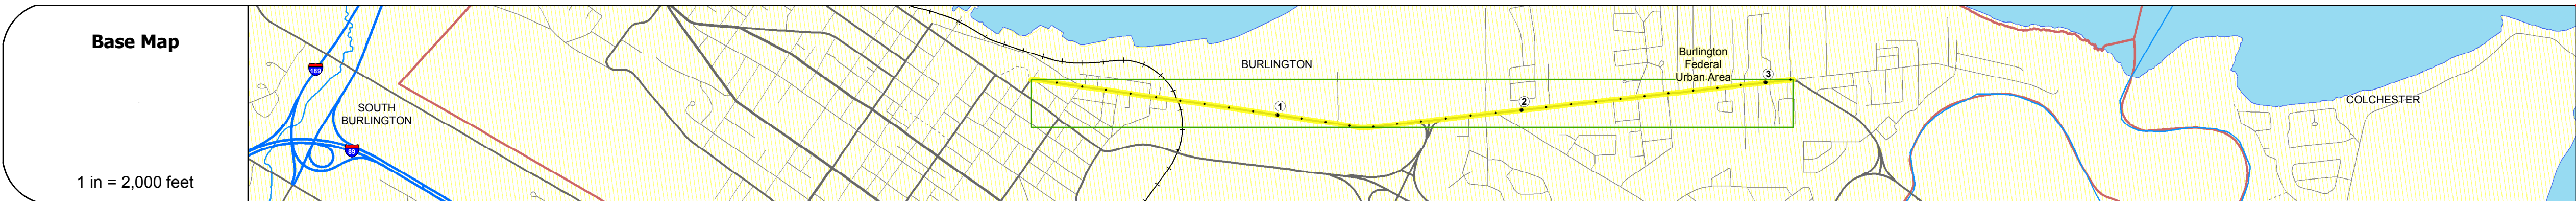 Base Map
1 in = 2,000 feet
189
SOUTH
BURLINGTON
89
BURLINGTON
1
2
Burlington
Federal
Urban Area
3
COLCHESTER